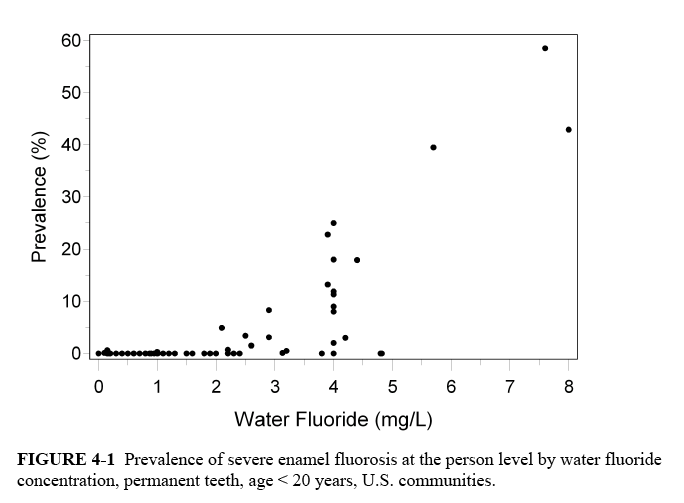 60
50
40
30
20
10
0
Prevalence (%)
0 1 2 3 4 5 6 7 8
Water Fluoride (mg/L)
FIGURE 4-1 Prevalence of severe enamel fluorosis at the person level by water fluoride
concentration, permanent teeth, age < 20 years, U.S. communities.